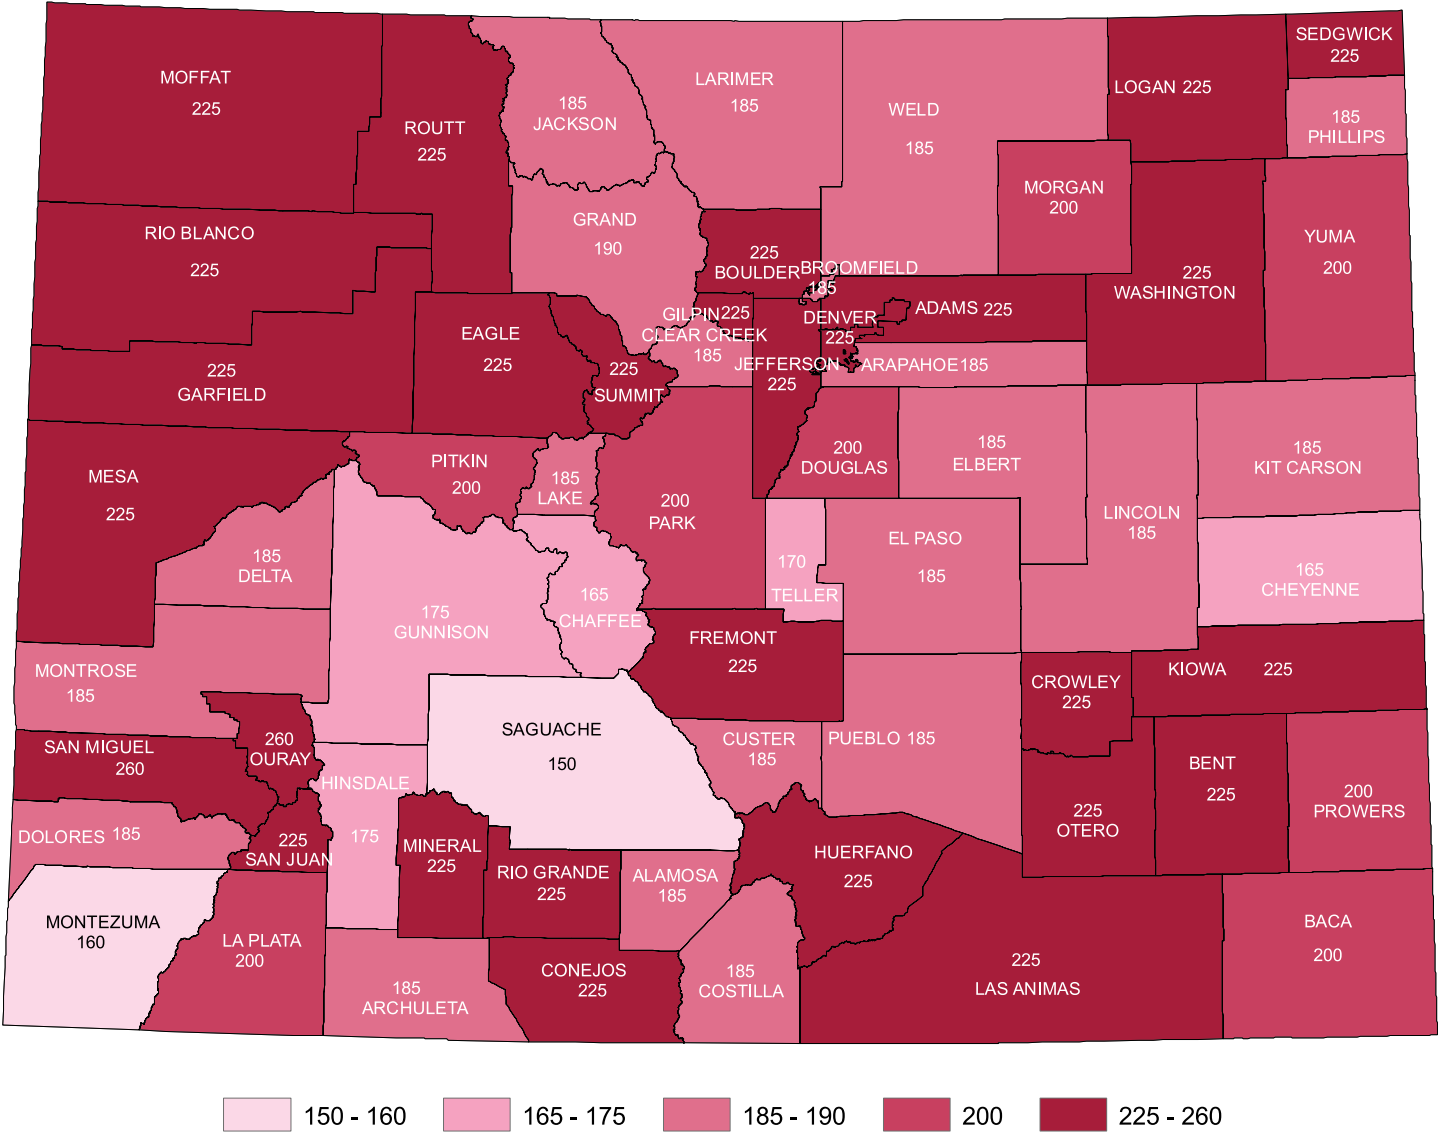 MOFFAT
225
ROUTT
225
185
JACKSON
LARIMER
185
WELD
185
LOGAN 225
SEDGWICK
225
185
PHILLIPS
MORGAN
200
RIO BLANCO
225
GRAND
190
225
BOULDER
BROOMFIELD
185
225
WASHINGTON
YUMA
200
225
GARFIELD
EAGLE
225
225
SUMMIT
GILPIN 225
CLEAR CREEK
185
DENVER
225
ADAMS 225
JEFFERSON
225
ARAPAHOE 185
MESA
225
PITKIN
200
185
LAKE
200
PARK
200
DOUGLAS
185
ELBERT
LINCOLN
185
185
KIT CARSON
185
DELTA
175
GUNNISON
165
CHAFFEE
170
TELLER
EL PASO
185
165
CHEYENNE
MONTROSE
185
FREMONT
225
CROWLEY
225
KIOWA 225
SAN MIGUEL
260
260
OURAY
HINSDALE
175
SAGUACHE
150
CUSTER
185
PUEBLO 185
BENT
225
225
OTERO
200
PROWERS
DOLORES 185
225
SAN JUAN
MINERAL
225
RIO GRANDE
225
ALAMOSA
185
HUERFANO
225
MONTEZUMA
160
LA PLATA
200
185
ARCHULETA
CONEJOS
225
185
COSTILLA
225
LAS ANIMAS
BACA
200
150 - 160
165 - 175
185 - 190
200
225 - 260